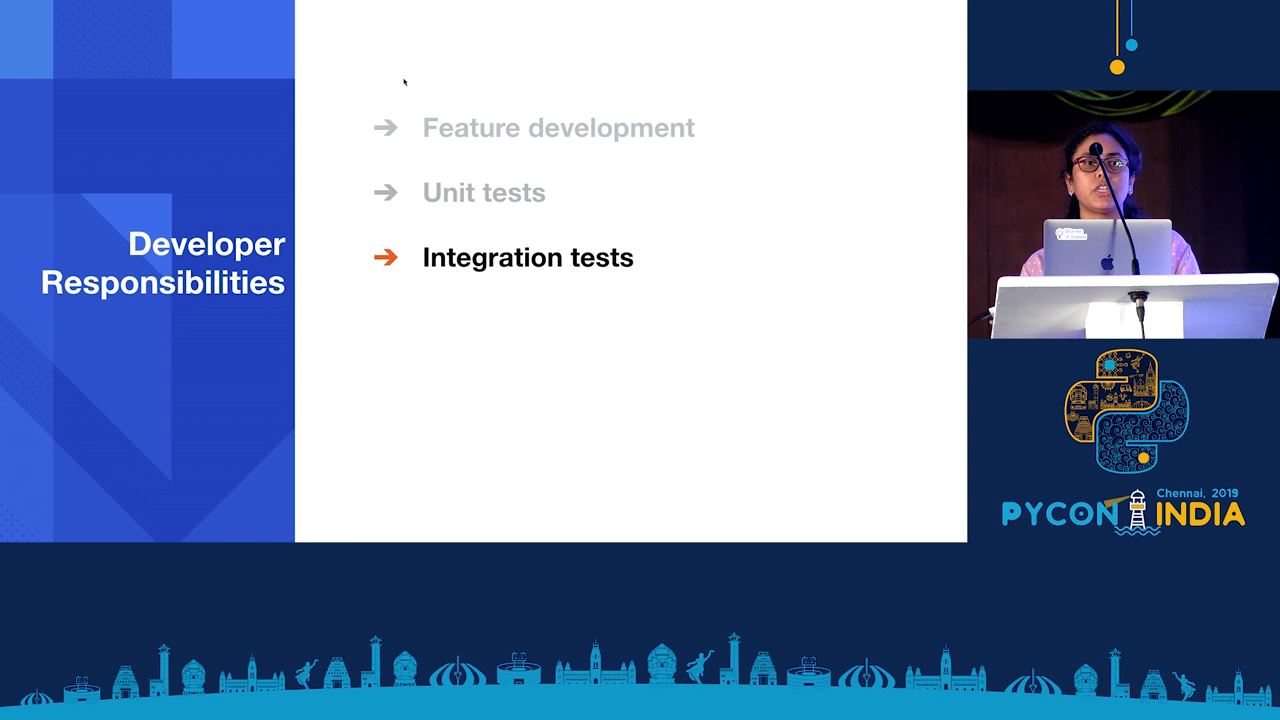 Developer
Responsibilities
➔ Feature development
➔ Unit tests
➔ Integration tests
Chennai, 2019
PYCON INDIA